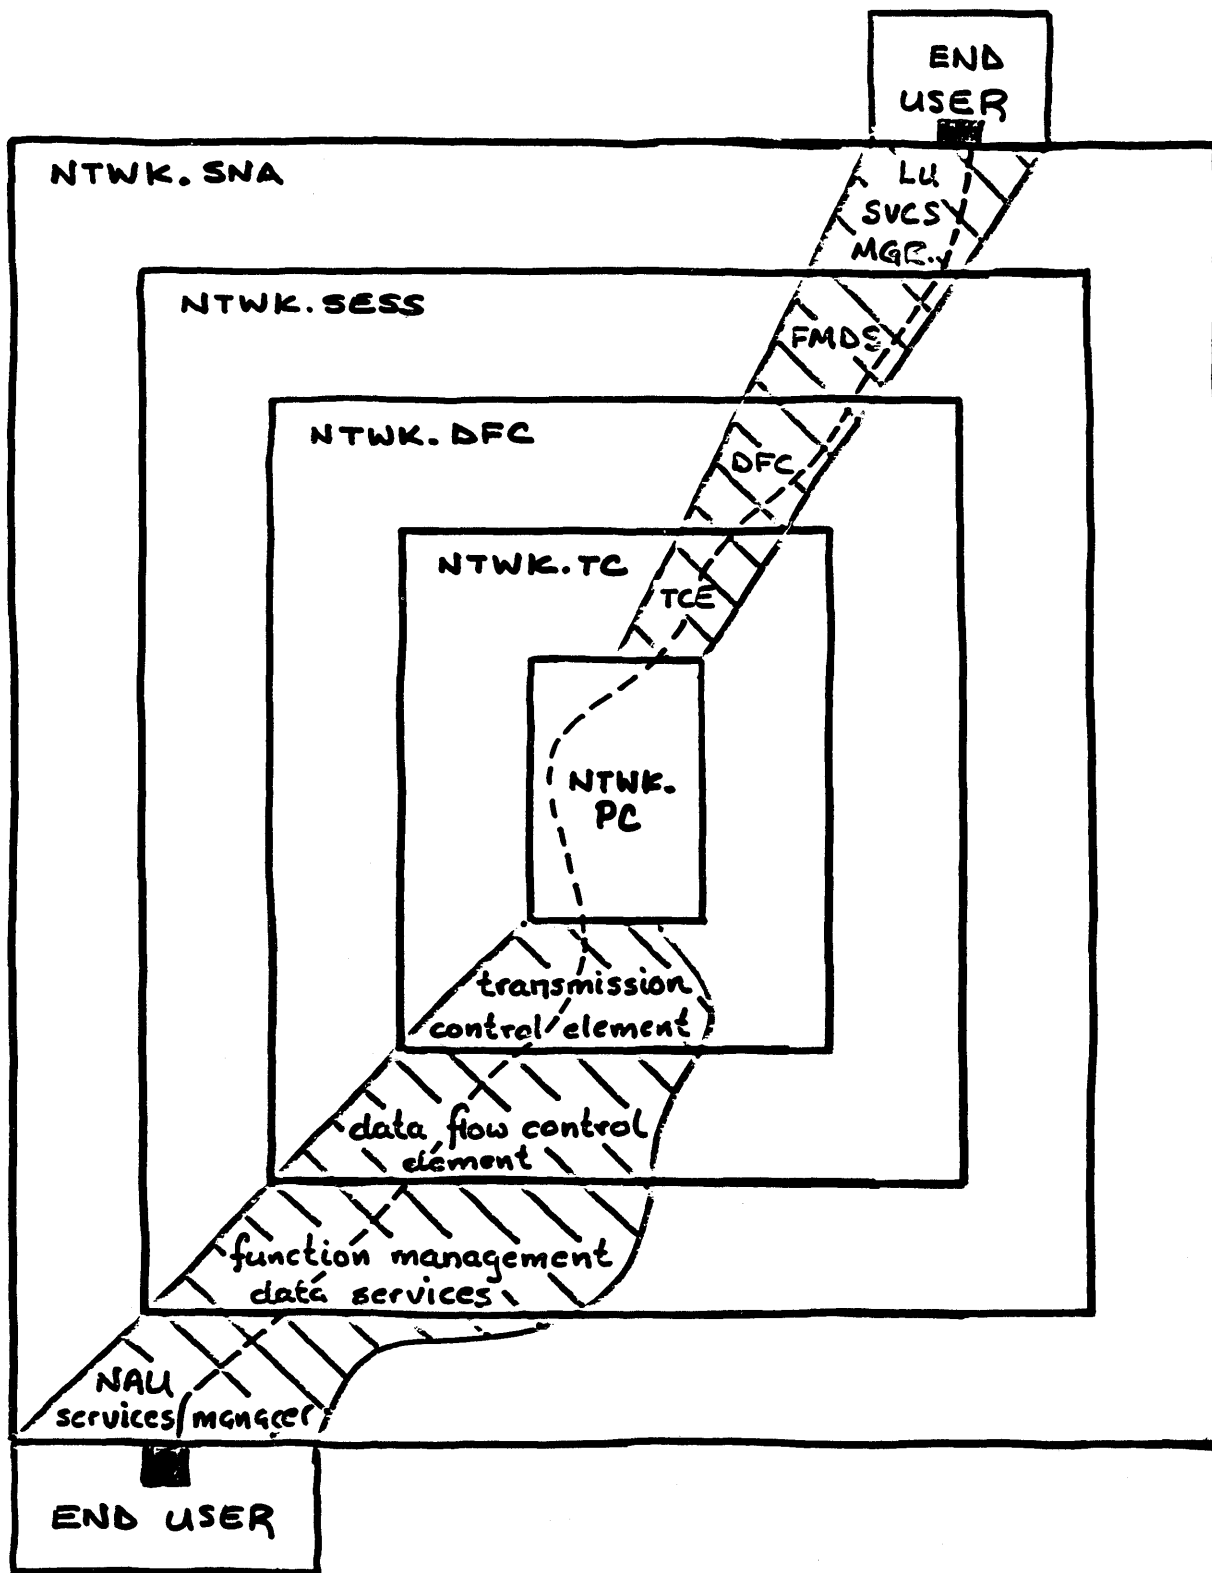 END
USER
NTWK.SNA
LU
SVCS
MGR.
NTWK.SESS
FMDS
NTWK.DFC
DFC
NTWK.TC
TCE
NTWK.
PC
transmission
control element
data flow control
element
function management
data services
NAU
services manager
END USER